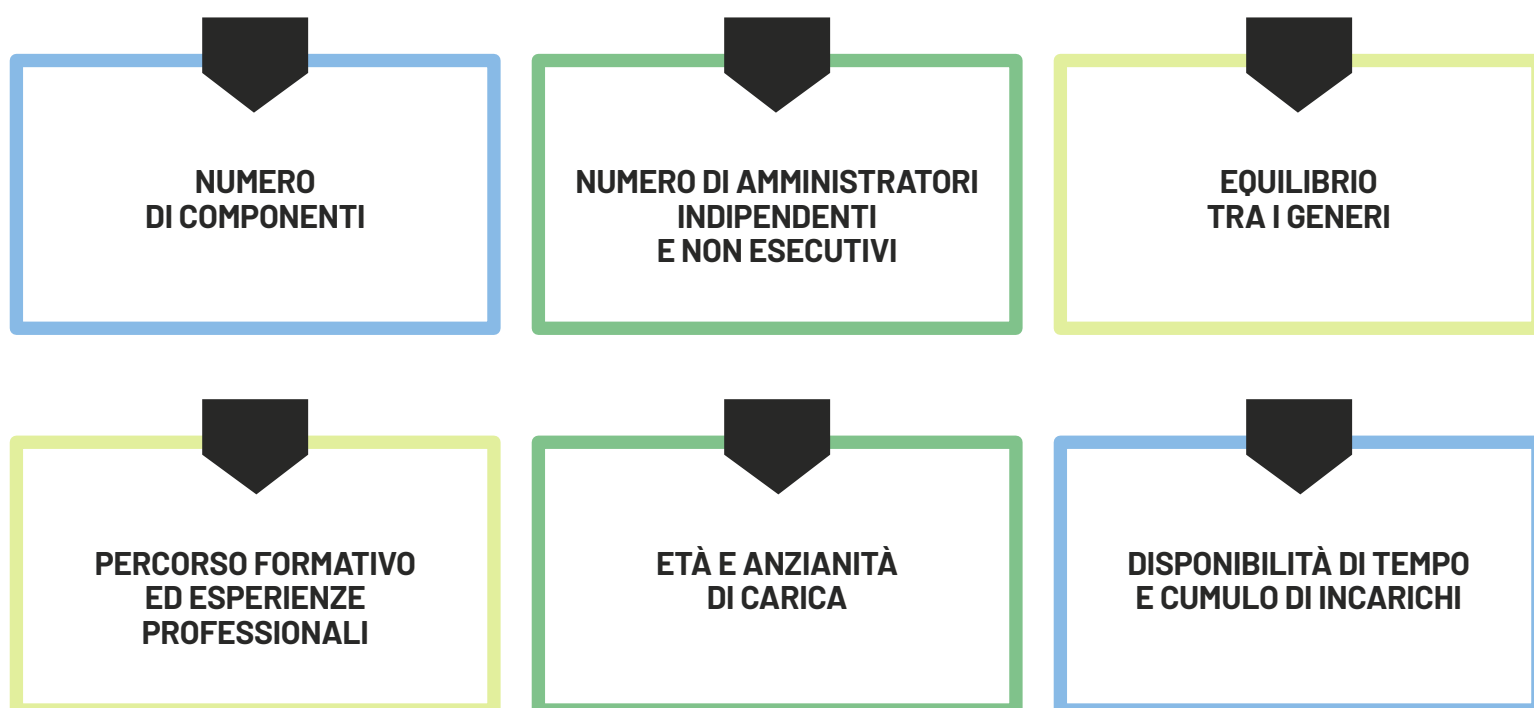 NUMERO
DI COMPONENTI
NUMERO DI AMMINISTRATORI
INDIPENDENTI
E NON ESECUTIVI
EQUILIBRIO
TRA I GENERI
PERCORSO FORMATIVO
ED ESPERIENZE
PROFESSIONALI
ETÀ E ANZIANITÀ
DI CARICA
DISPONIBILITÀ DI TEMPO
E CUMULO DI INCARICHI